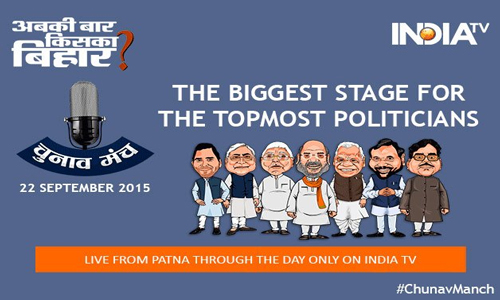 अबकी बार
किसका
बिहार?
INDIA TV
THE BIGGEST STAGE FOR
THE TOPMOST POLITICIANS
चुनाव मंच
22 SEPTEMBER 2015
LIVE FROM PATNA THROUGH THE DAY ONLY ON INDIA TV
#ChunavManch